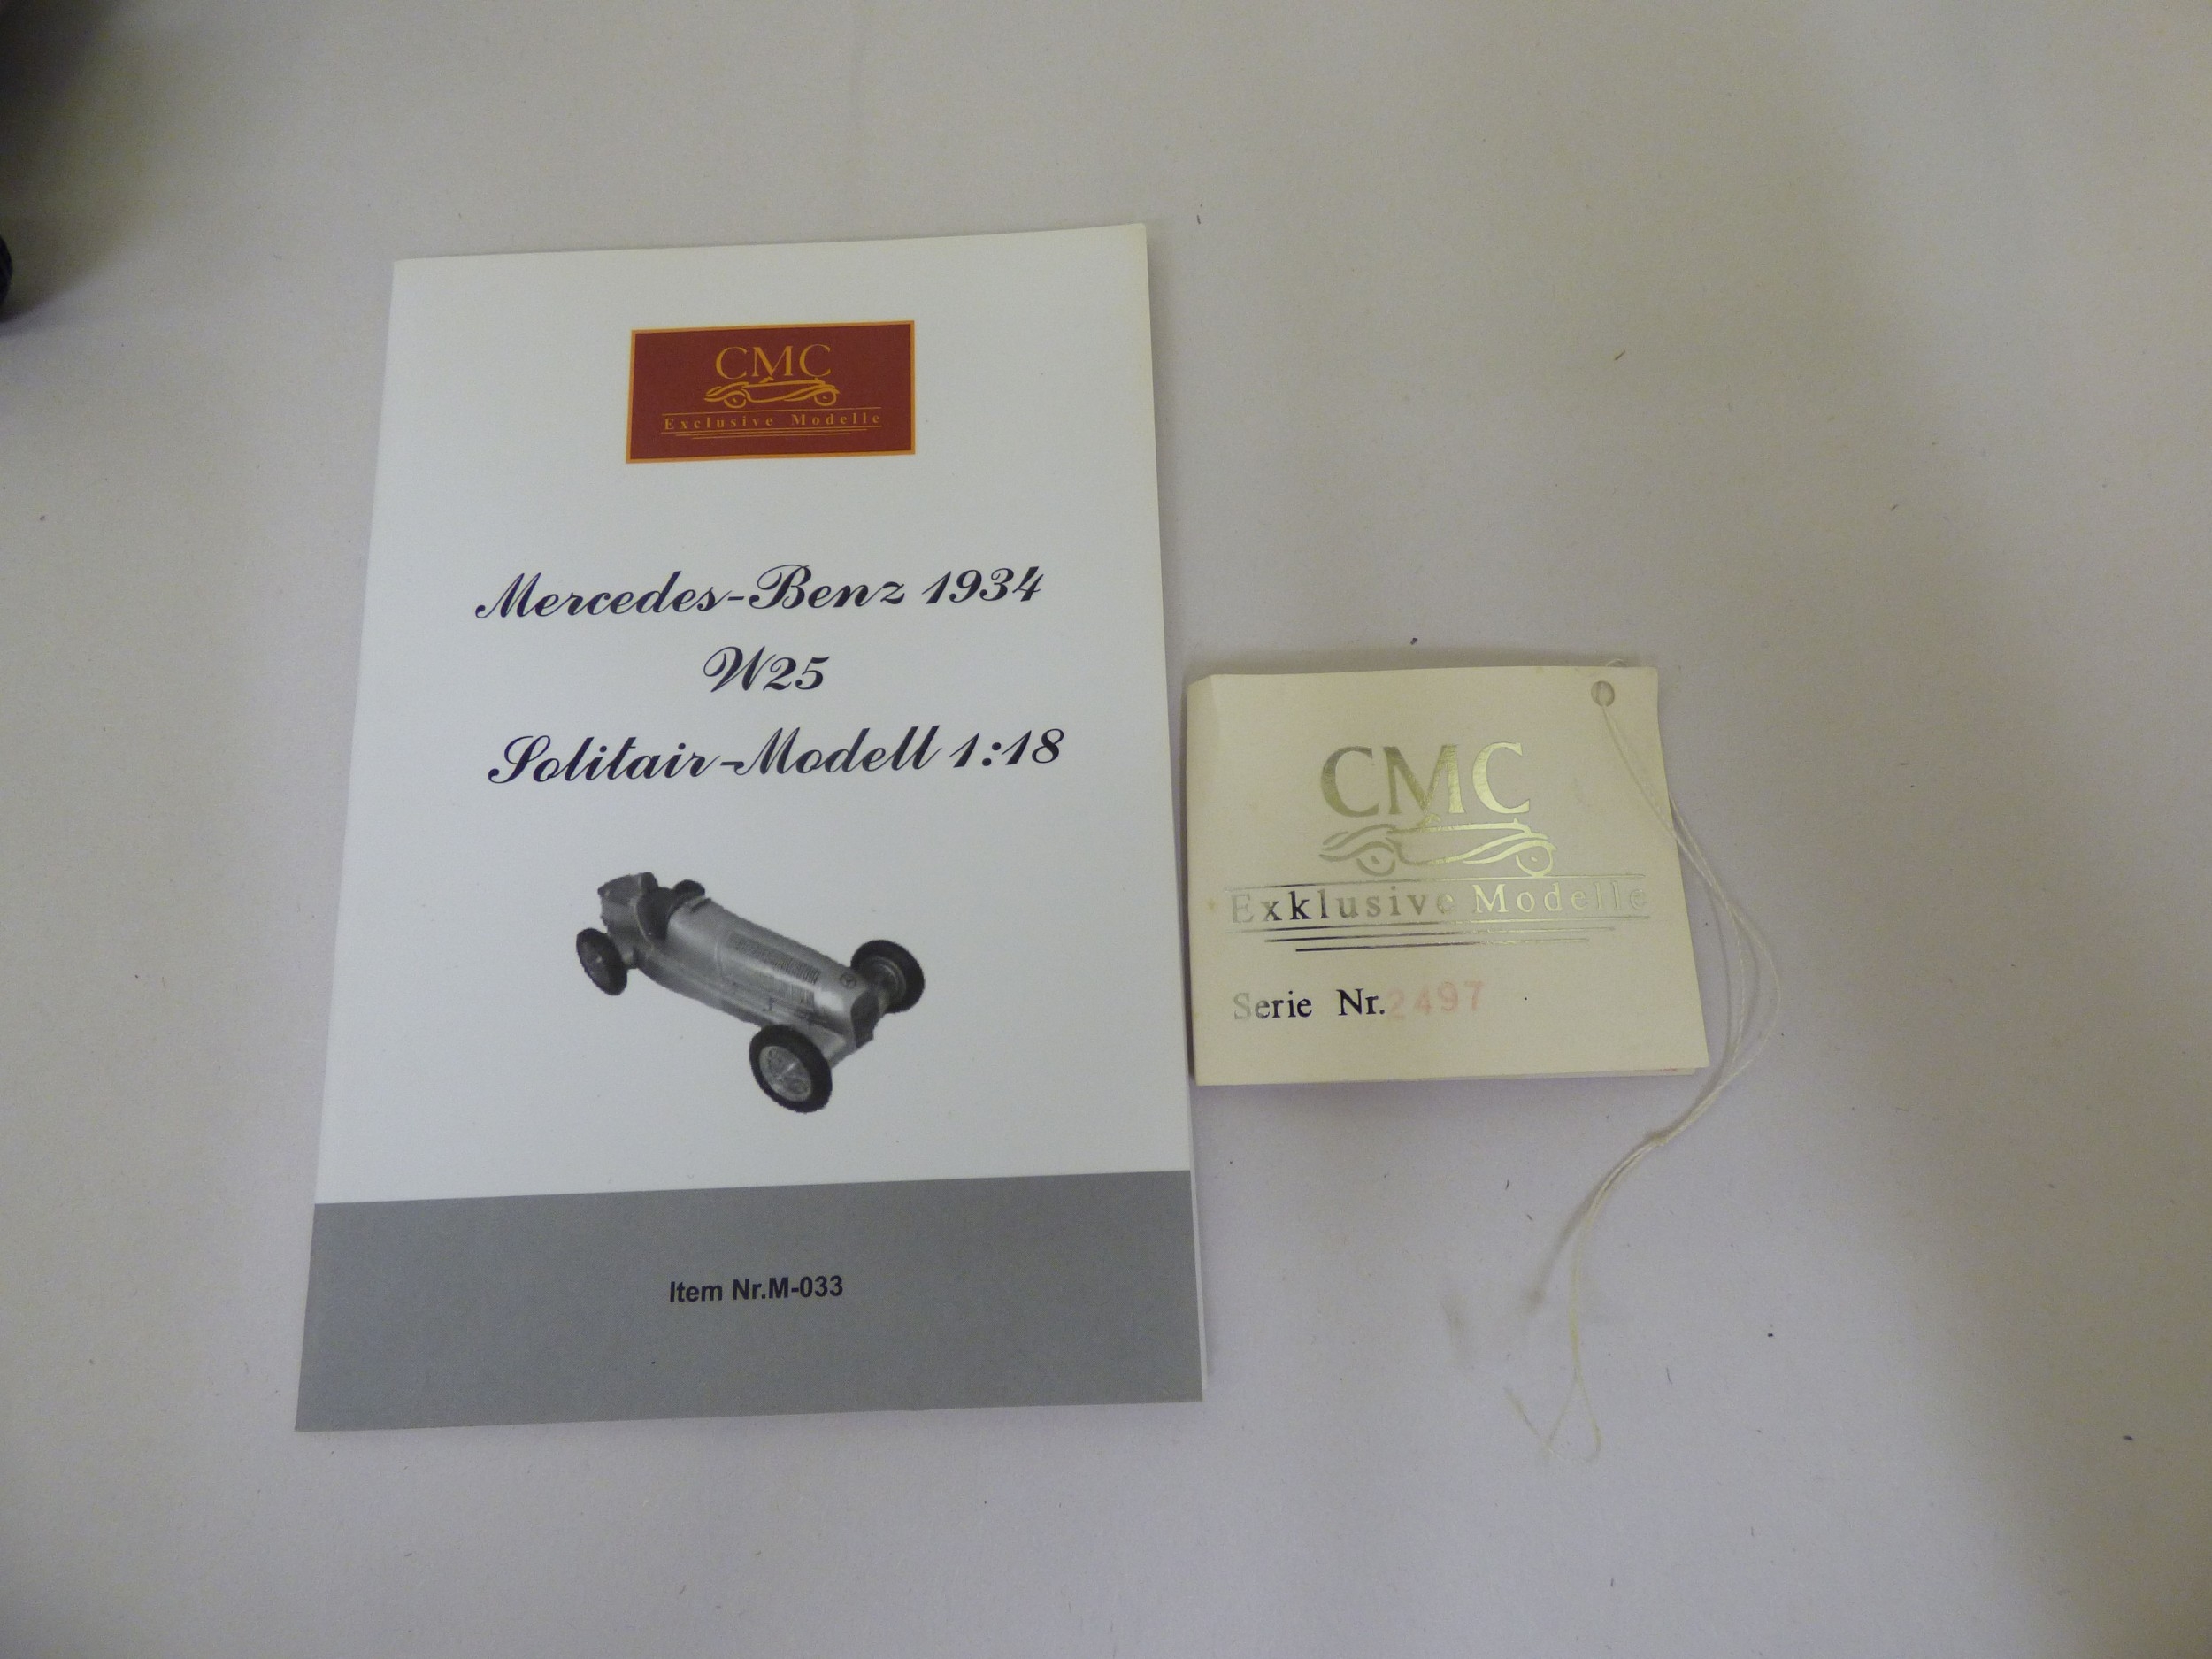 CMC
Exclusive Modelle
Mercedes-Benz 1934
W25
Solitair-Modell 1:18
Item Nr.M-033
CMC
Exklusive Modelle
Serie Nr. 2497